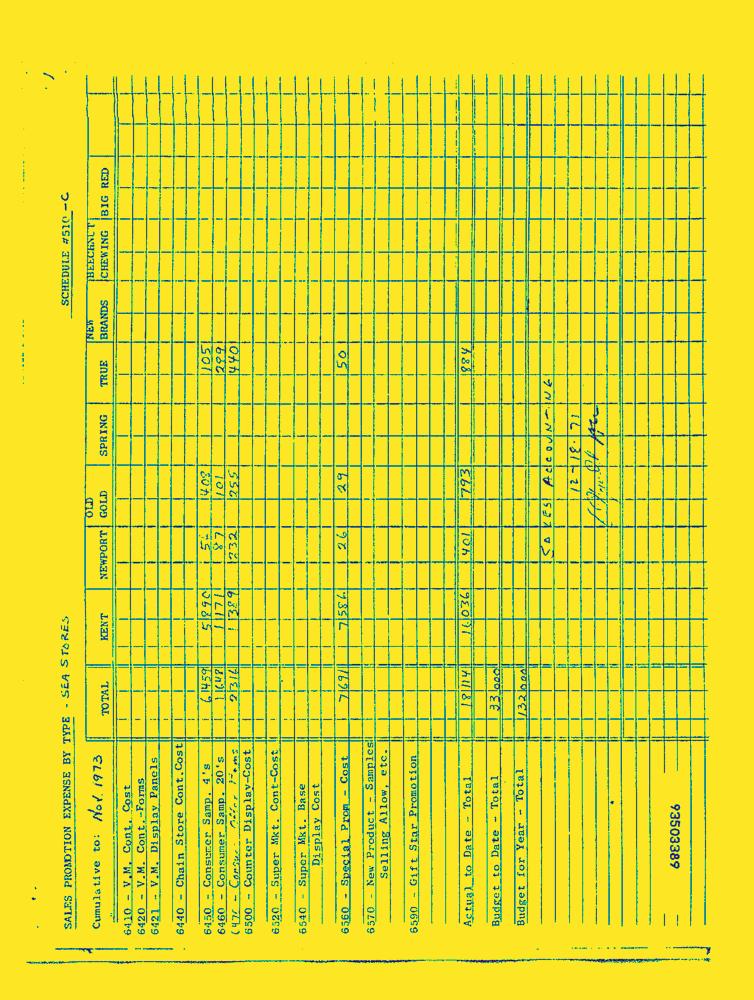 SALES PROMOTION EXPENSE BY TYPE - SEA STORES SCHEDULE #510 -C
Cumulative to: Nov. 1973 TOTAL KENT NEWPORT OLD GOLD SPRING TRUE NEW BRANDS BEECHNUT CHEWING BIG RED
6410 - V.M. Cont. Cost
6420 - V.M. Cont.-Forms
6421 - V.M. Display Panels
6440 - Chain Store Cont.Cost
6450 - Consumer Samp. 4's 6459 5890 408 105
6460 - Consumer Samp. 20's 1648 1171 87 101 289
6470 - Consumer Items 2316 1389 232 255 440
6500 - Counter Display-Cost
6520 - Super Mkt. Cont-Cost
6540 - Super Mkt. Base
Display Cost
6560 - Special Prom - Cost 7691 7586 26 29 50
6570 - New Product - Samples
Selling Allow, etc.
6590 - Gift Star Promotion
Actual to Date - Total 18114 16036 401 793 884
Budget to Date - Total 33000
Budget for Year - Total 132000
SALES ACCOUNTING
12-18-71
93503389